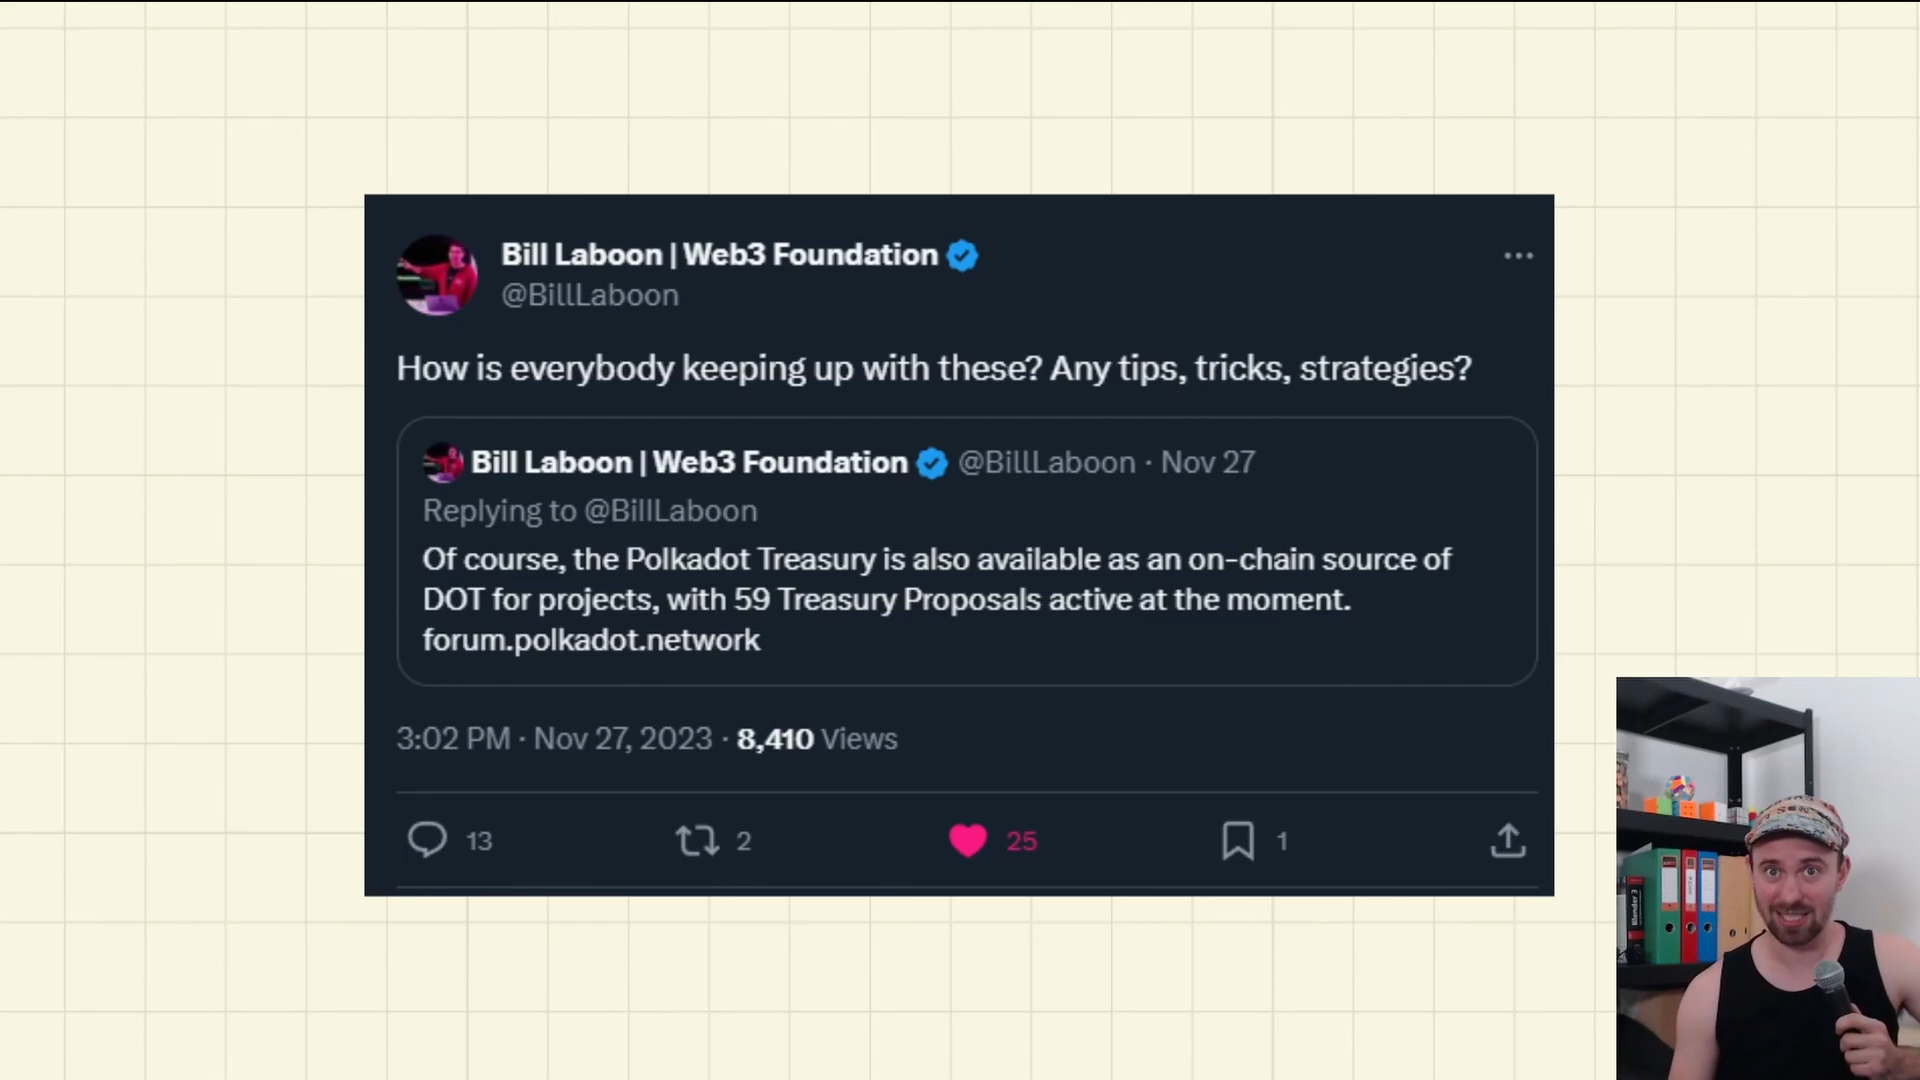 Bill Laboon | Web3 Foundation
@BillLaboon
How is everybody keeping up with these? Any tips, tricks, strategies?
Bill Laboon | Web3 Foundation @BillLaboon · Nov 27
Replying to @BillLaboon
Of course, the Polkadot Treasury is also available as an on-chain source of
DOT for projects, with 59 Treasury Proposals active at the moment.
forum.polkadot.network
3:02 PM · Nov 27, 2023 · 8,410 Views
13 2 25 1
Blender 3